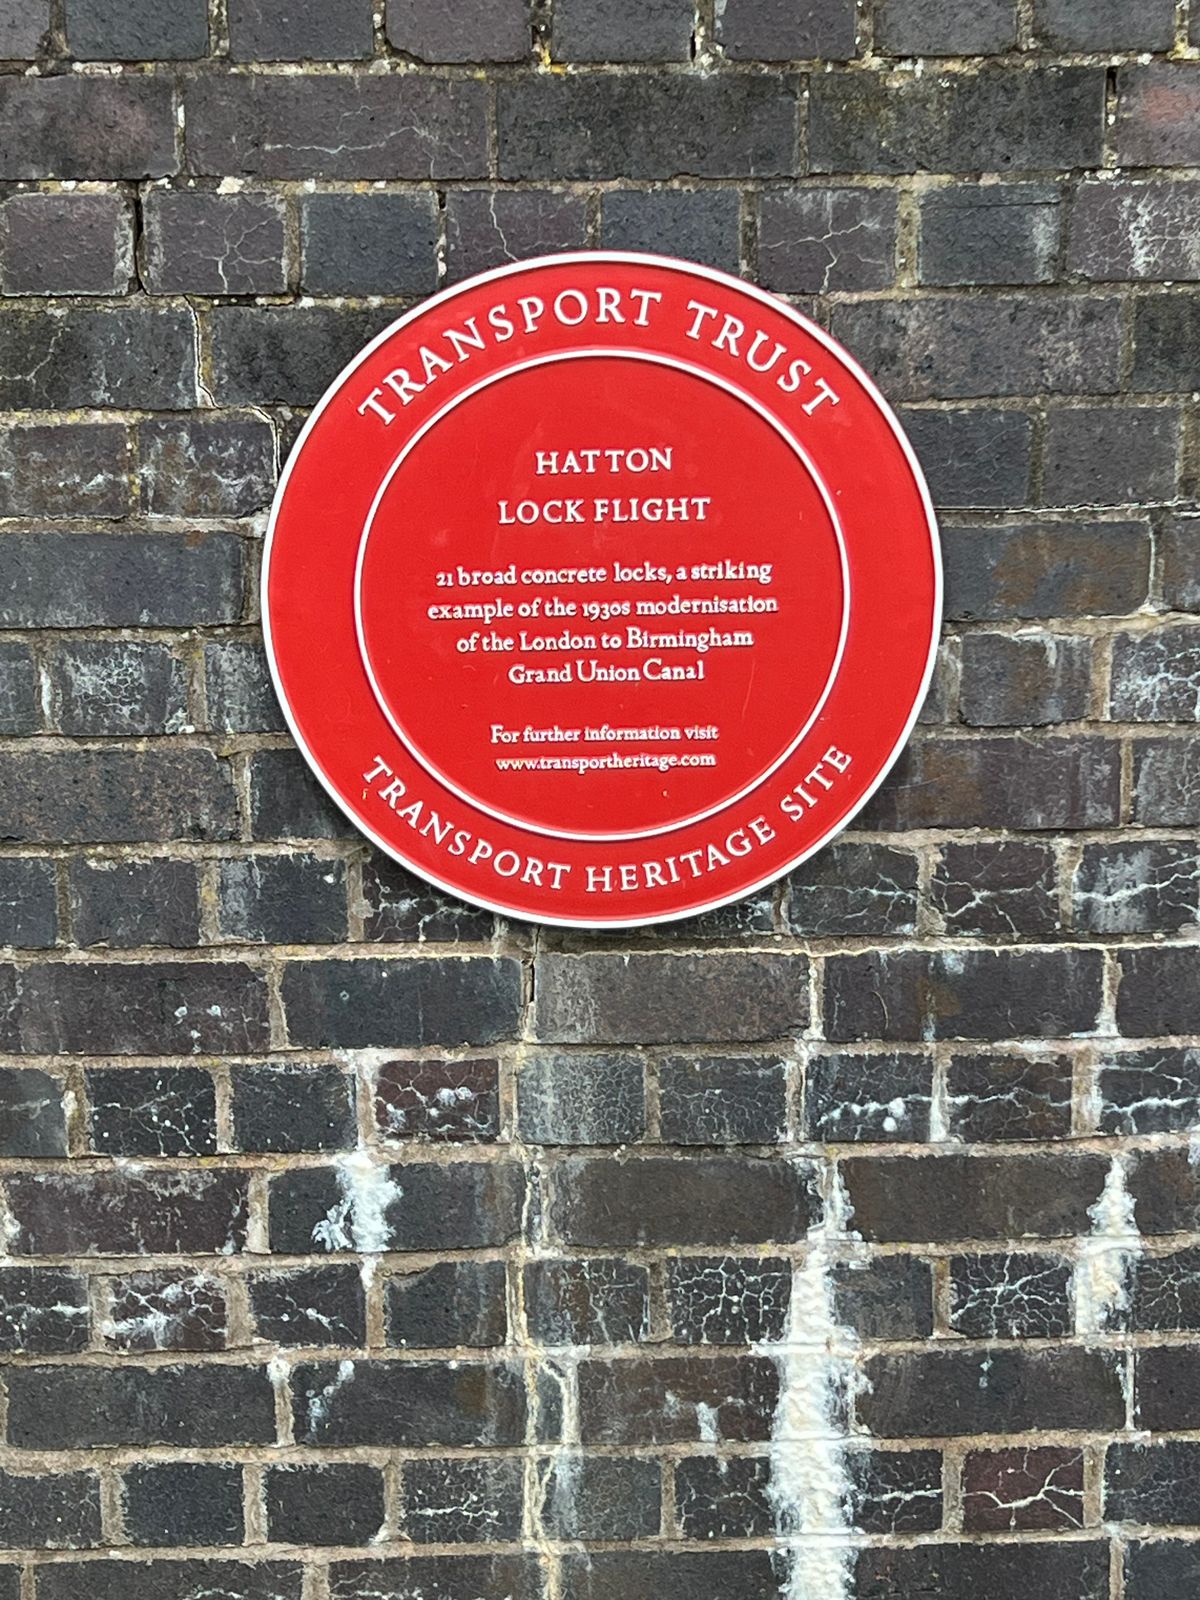 TRANSPORT TRUST
HATTON
LOCK FLIGHT
21 broad concrete locks, a striking
example of the 1930s modernisation
of the London to Birmingham
Grand Union Canal
For further information visit
www.transportheritage.com
TRANSPORT HERITAGE SITE